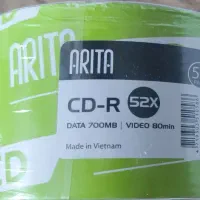 ARITA
ARITA
CD-R 52X
DATA 700MB | VIDEO 80min
Made in Vietnam